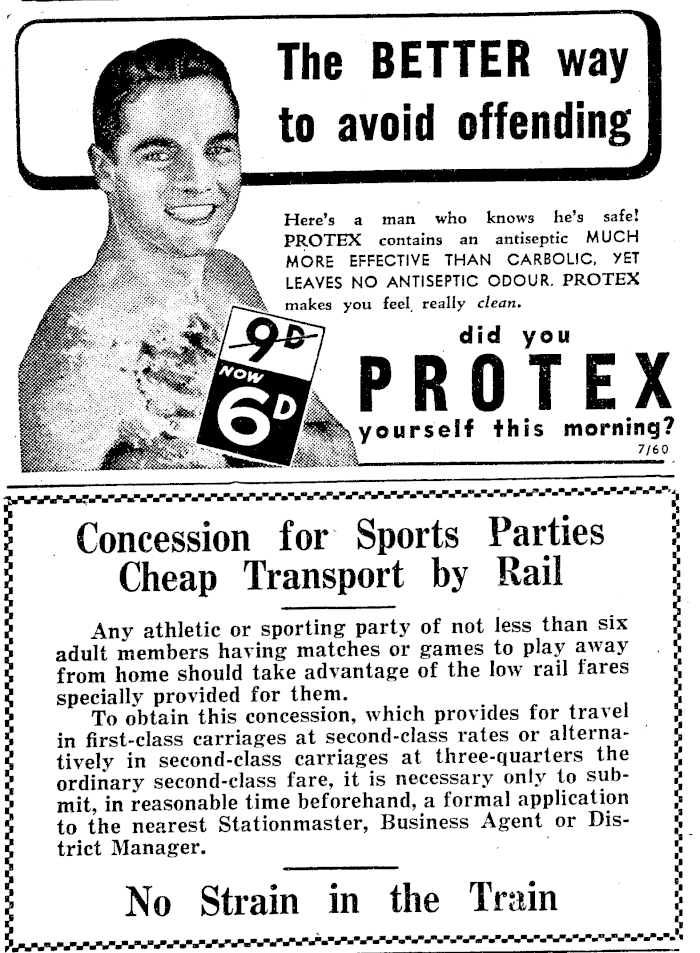 The BETTER way
to avoid offending
Here's a man who knows he's safe!
PROTEX contains an antiseptic MUCH
MORE EFFECTIVE THAN CARBOLIC, YET
LEAVES NO ANTISEPTIC ODOUR. PROTEX
makes you feel really clean.
9D
NOW
6D
did you
PROTEX
yourself this morning?
7/60
Concession for Sports Parties
Cheap Transport by Rail
Any athletic or sporting party of not less than six
adult members having matches or games to play away
from home should take advantage of the low rail fares
specially provided for them.
To obtain this concession, which provides for travel
in first-class carriages at second-class rates or alterna-
tively in second-class carriages at three-quarters the
ordinary second-class fare, it is necessary only to sub-
mit, in reasonable time beforehand, a formal application
to the nearest Stationmaster, Business Agent or Dis-
trict Manager.
No Strain in the Train